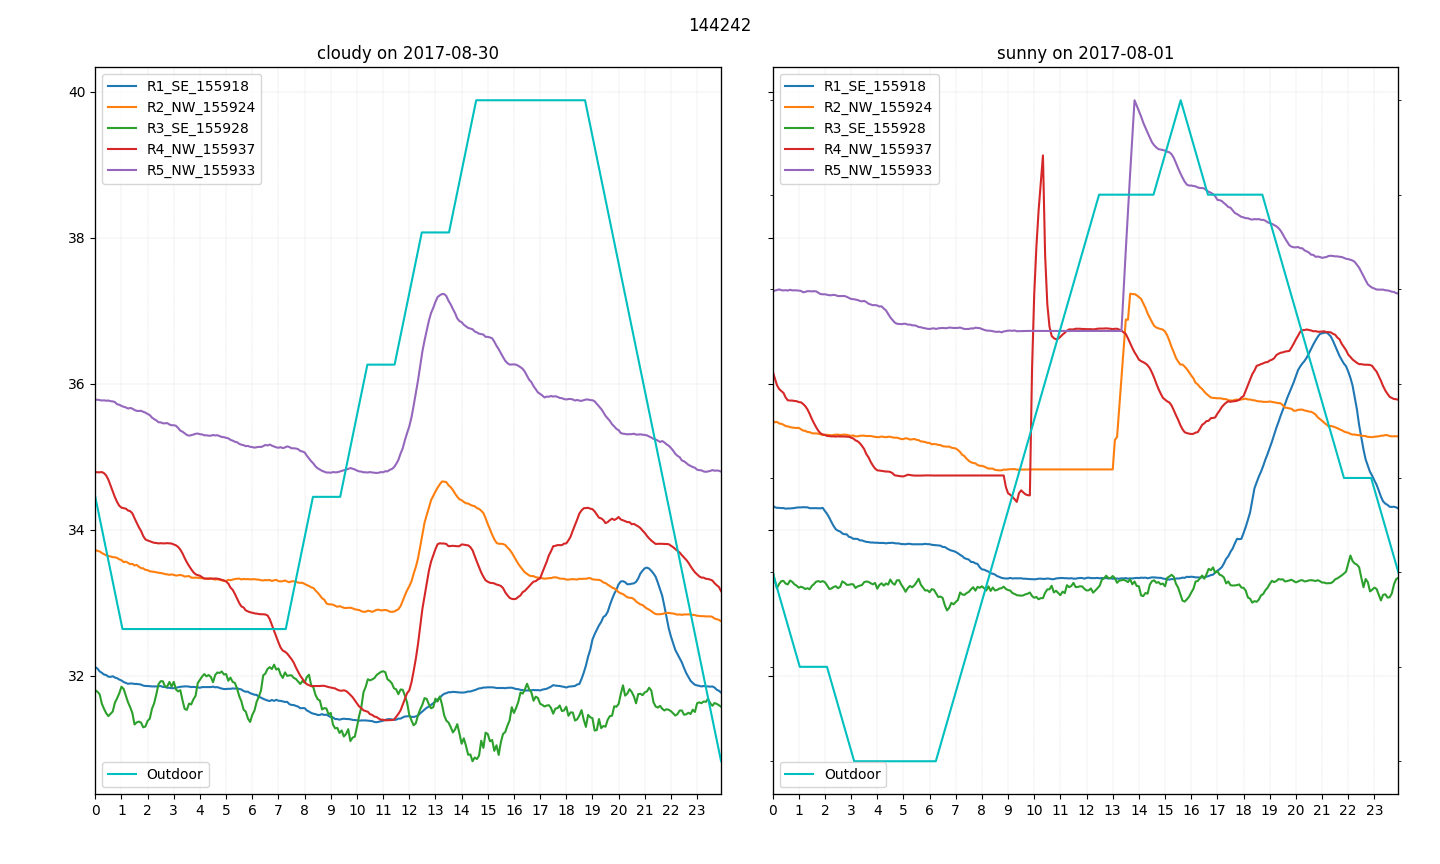 144242
cloudy on 2017-08-30
R1_SE_155918
R2_NW_155924
R3_SE_155928
R4_NW_155937
R5_NW_155933
40
38
36
34
32
Outdoor
0 1 2 3 4 5 6 7 8 9 10 11 12 13 14 15 16 17 18 19 20 21 22 23
sunny on 2017-08-01
R1_SE_155918
R2_NW_155924
R3_SE_155928
R4_NW_155937
R5_NW_155933
Outdoor
0 1 2 3 4 5 6 7 8 9 10 11 12 13 14 15 16 17 18 19 20 21 22 23